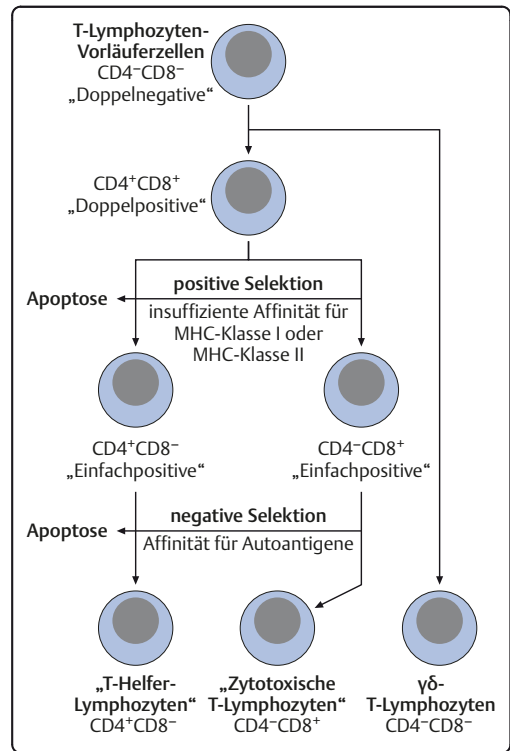 T-Lymphozyten-
Vorläuferzellen
CD4⁻CD8⁻
„Doppelnegative“
CD4⁺CD8⁺
„Doppelpositive“
positive Selektion
Apoptose
insuffiziente Affinität für
MHC-Klasse I oder
MHC-Klasse II
CD4⁺CD8⁻
„Einfachpositive“
CD4⁻CD8⁺
„Einfachpositive“
negative Selektion
Apoptose
Affinität für Autoantigene
„T-Helfer-
Lymphozyten“
CD4⁺CD8⁻
„Zytotoxische
T-Lymphozyten“
CD4⁻CD8⁺
γδ-
T-Lymphozyten
CD4⁻CD8⁻